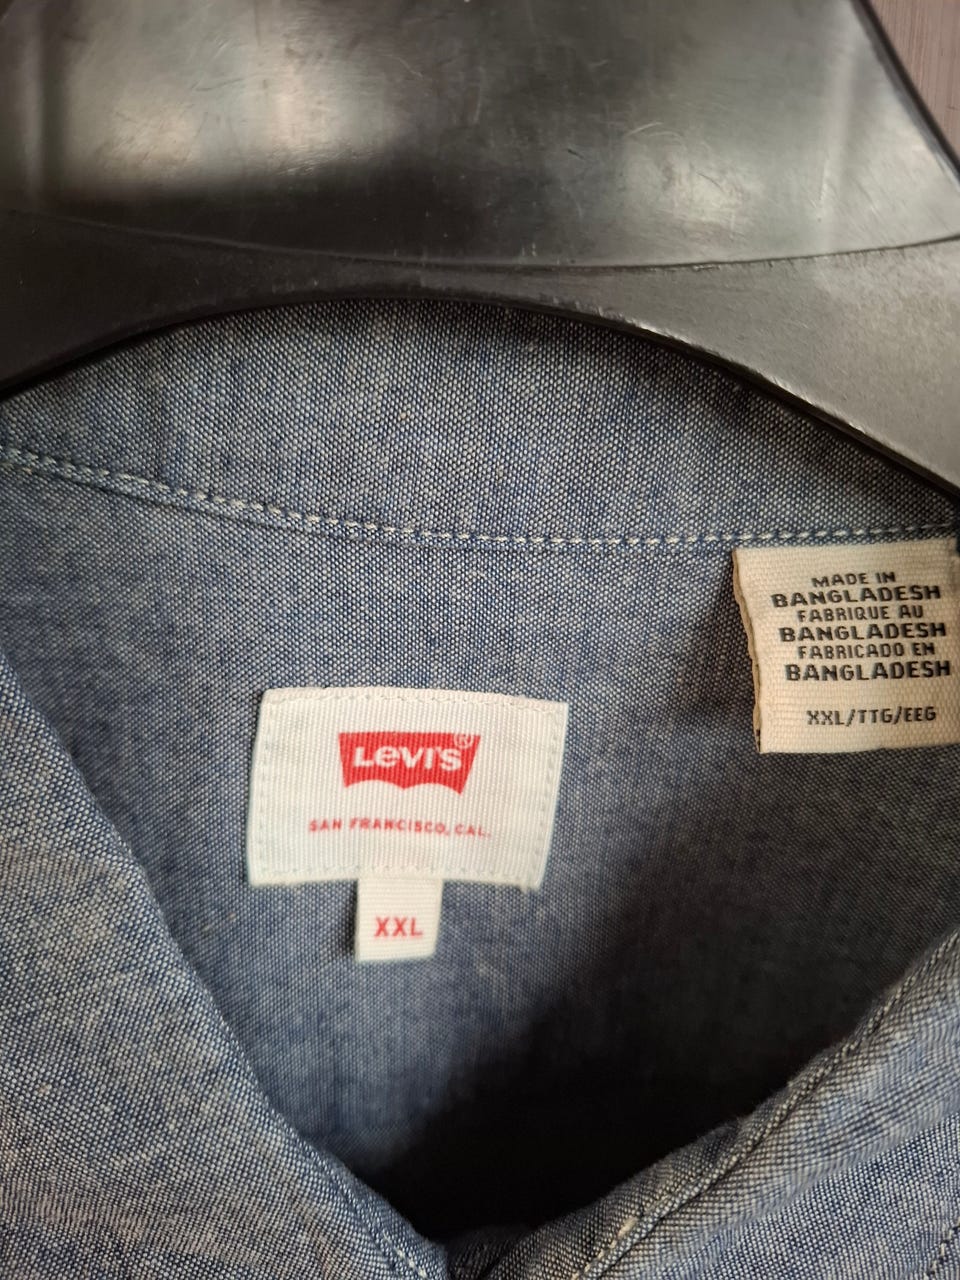 MADE IN
BANGLADESH
FABRIQUE AU
BANGLADESH
FABRICADO EN
BANGLADESH
XXL/TTG/EEG
LEVI'S®
SAN FRANCISCO, CAL.
XXL